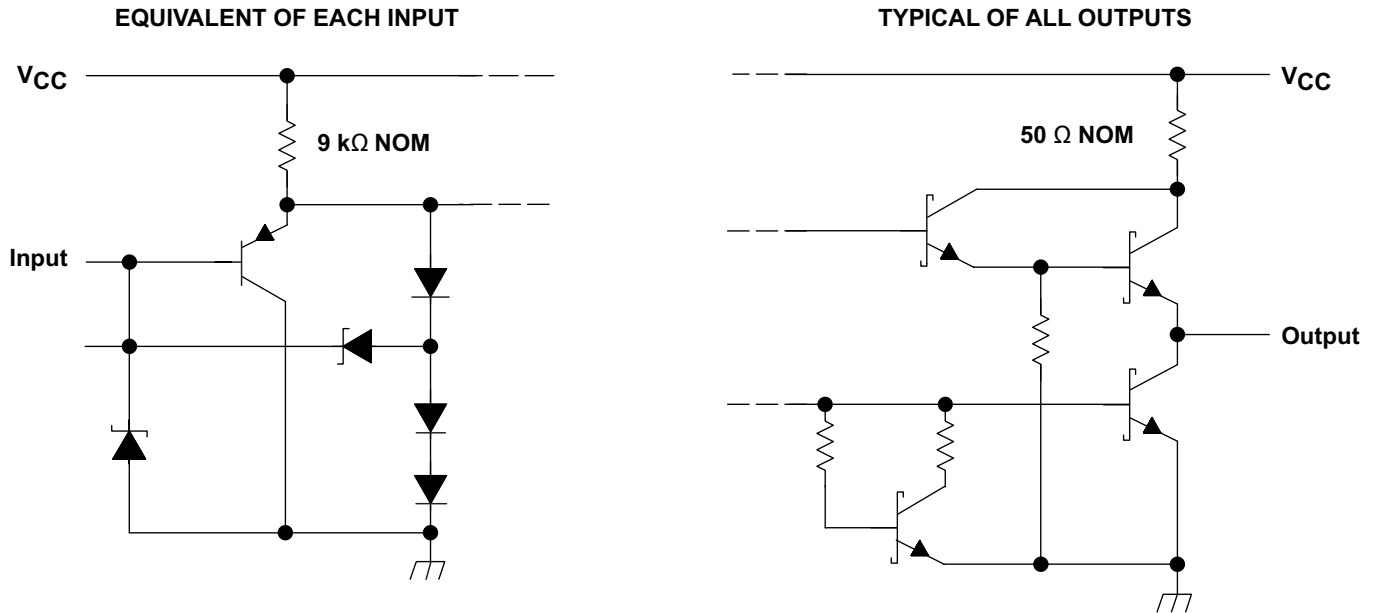 EQUIVALENT OF EACH INPUT
VCC
9 kΩ NOM
Input
TYPICAL OF ALL OUTPUTS
VCC
50 Ω NOM
Output